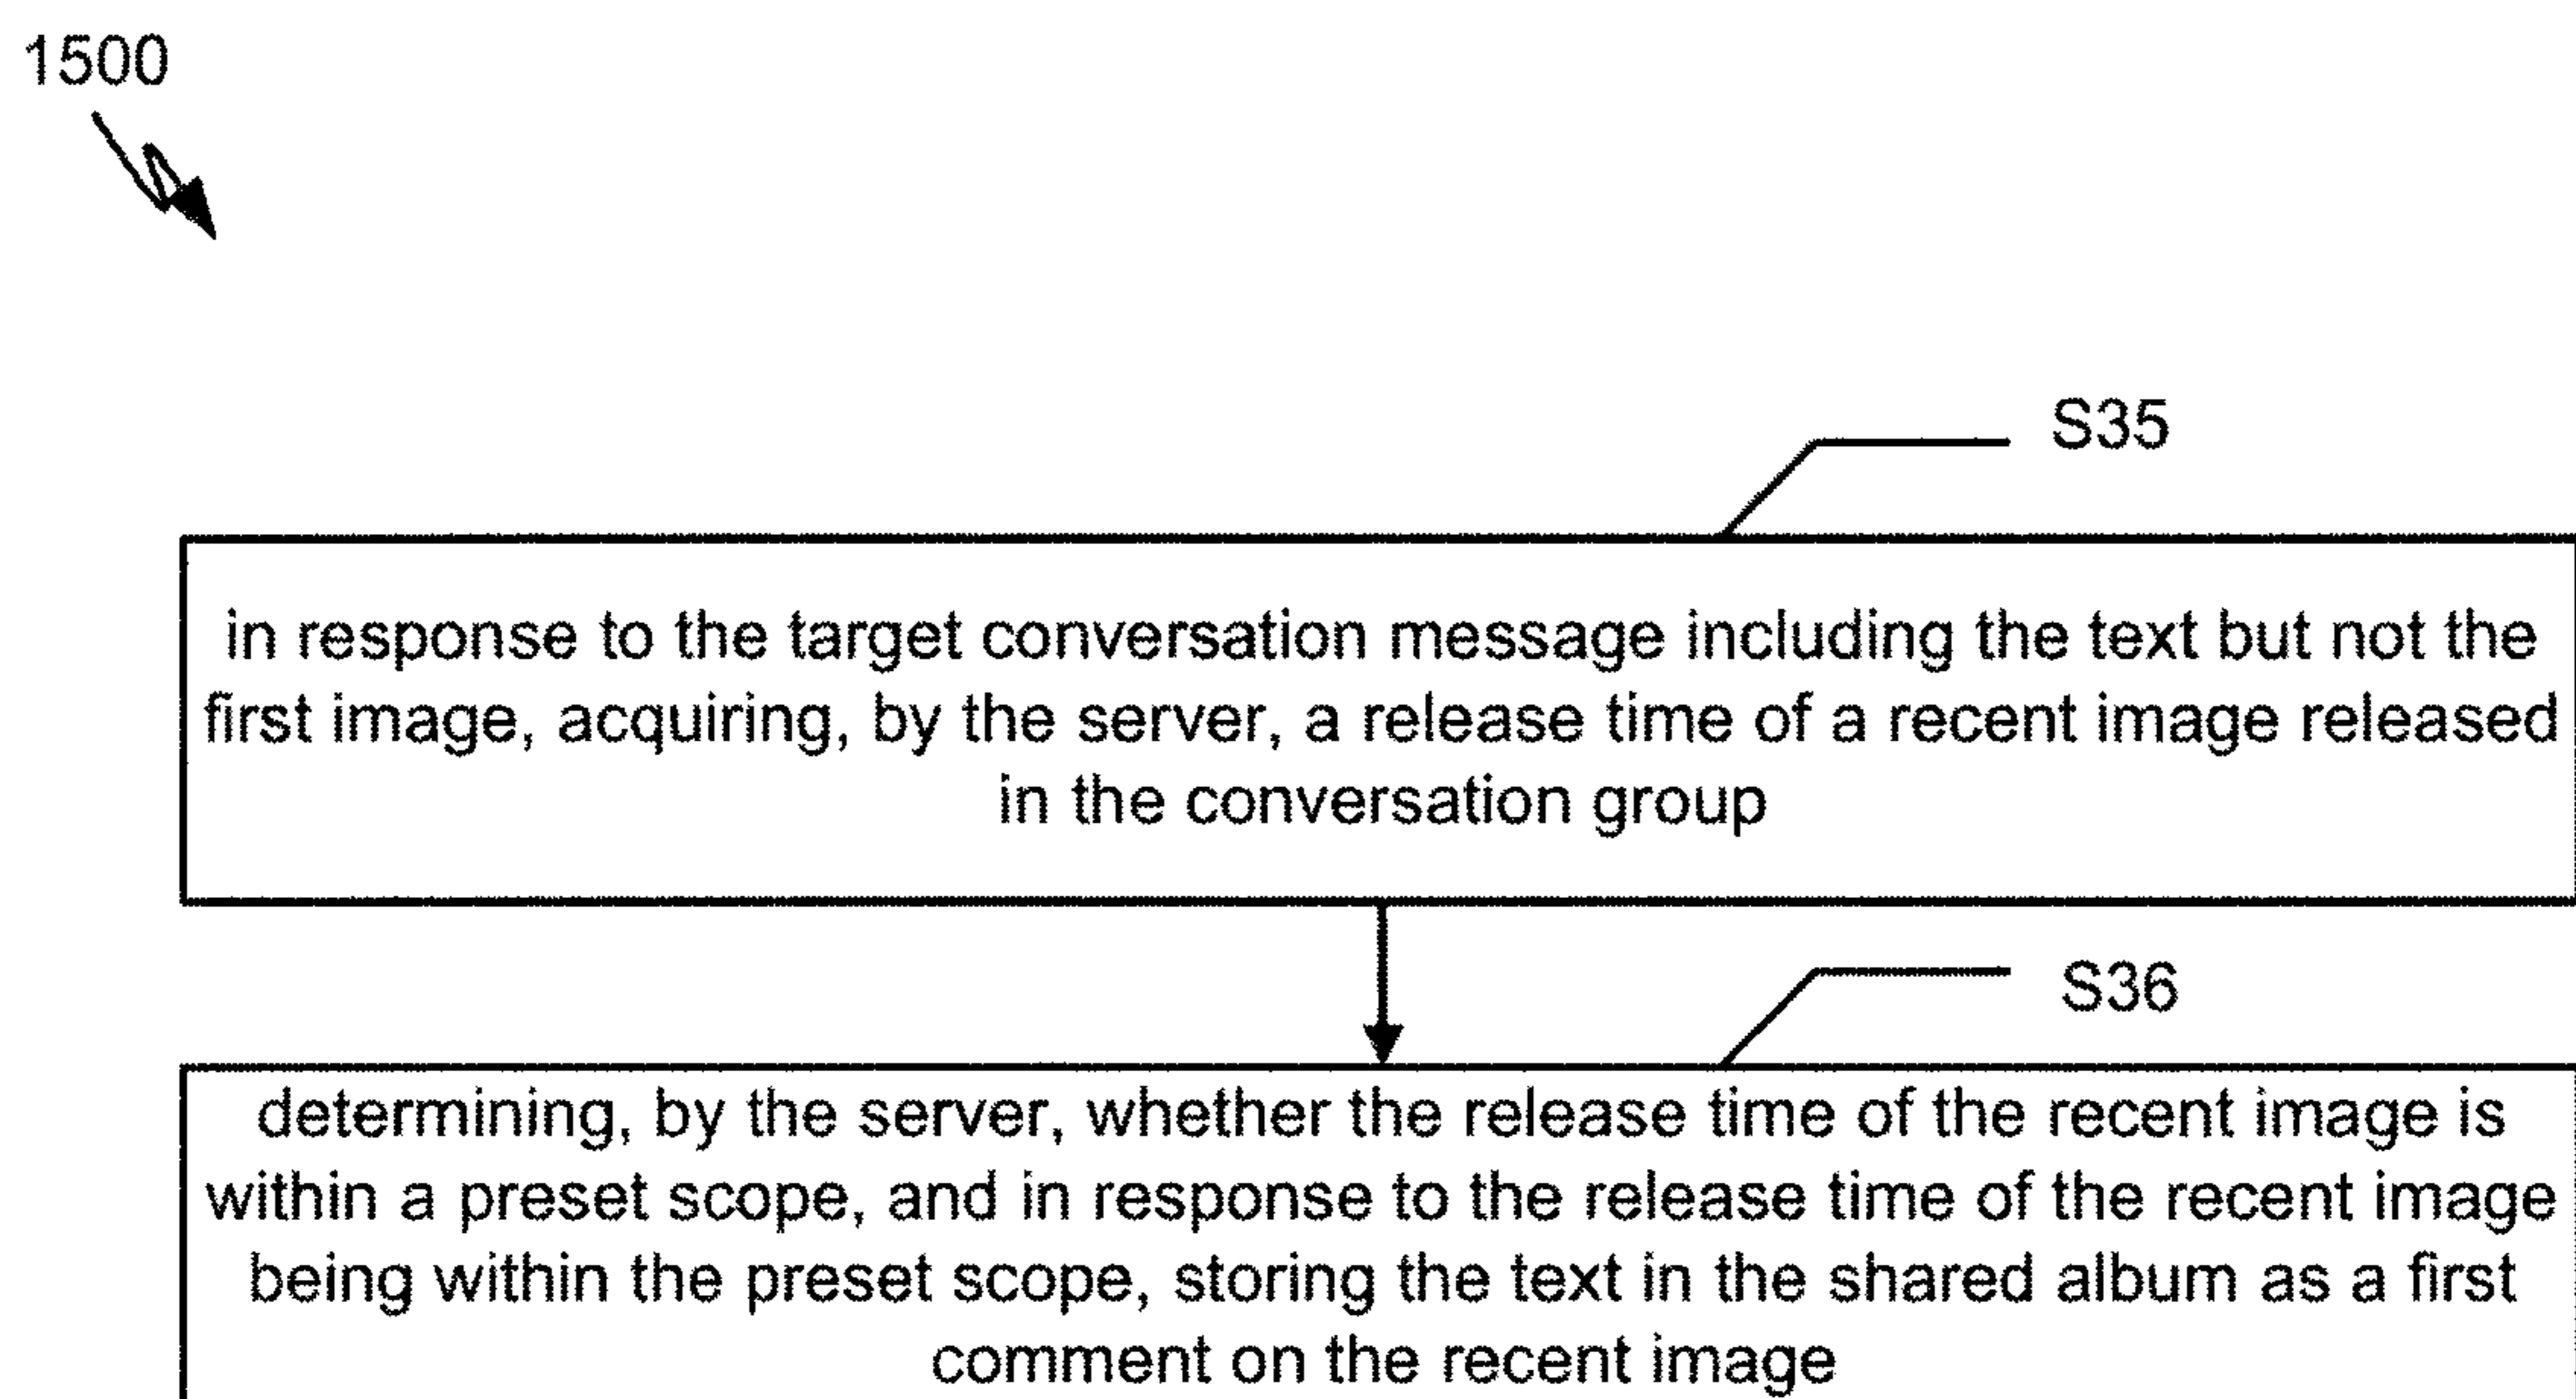 1500
S35
in response to the target conversation message including the text but not the
first image, acquiring, by the server, a release time of a recent image released
in the conversation group
S36
determining, by the server, whether the release time of the recent image is
within a preset scope, and in response to the release time of the recent image
being within the preset scope, storing the text in the shared album as a first
comment on the recent image